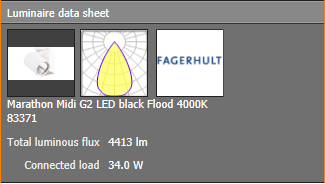 Luminaire data sheet
FAGERHULT
Marathon Midi G2 LED black Flood 4000K
83371
Total luminous flux 4413 lm
Connected load 34.0 W